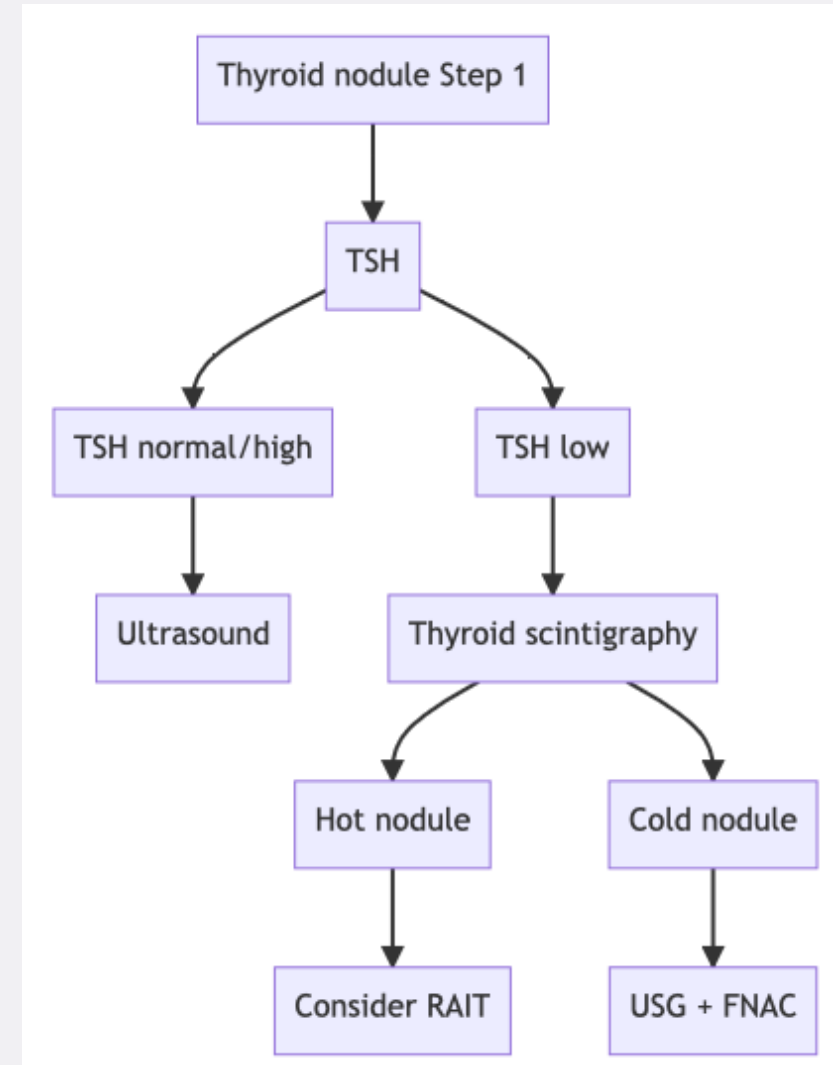 Thyroid nodule Step 1
TSH
TSH normal/high
TSH low
Ultrasound
Thyroid scintigraphy
Hot nodule
Cold nodule
Consider RAIT
USG + FNAC